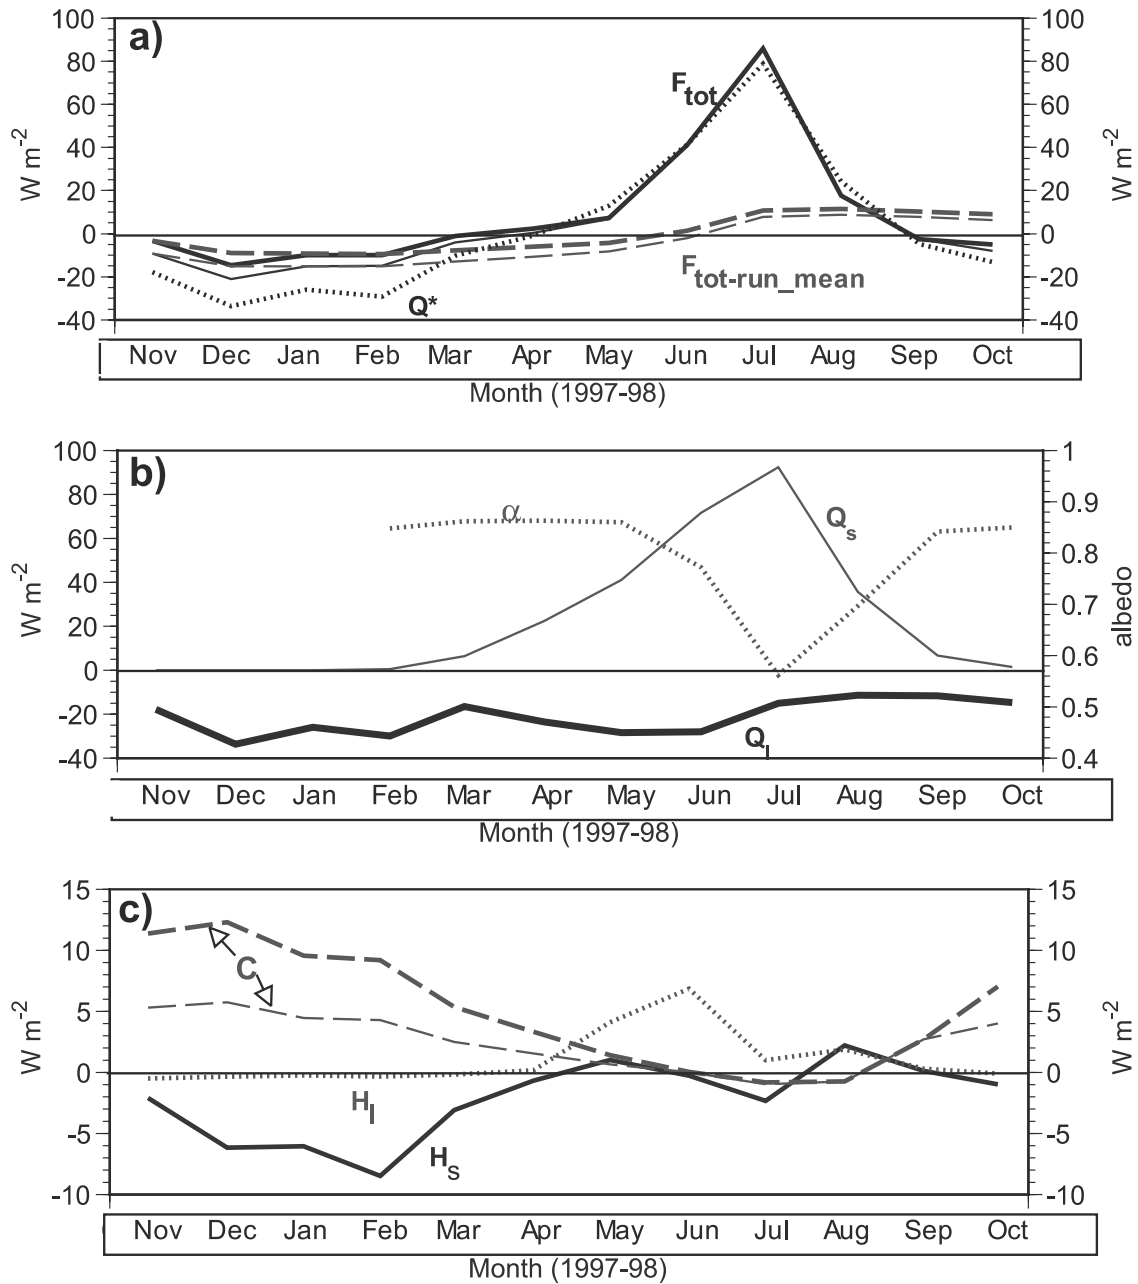 a)
100 80 60 40 20 0 -20 -40
W m-2
100 80 60 40 20 0 -20 -40
W m-2
Ftot
Ftot-run_mean
Q*
Nov Dec Jan Feb Mar Apr May Jun Jul Aug Sep Oct
Month (1997-98)
b)
100 80 60 40 20 0 -20 -40
W m-2
1 0.9 0.8 0.7 0.6 0.5 0.4
albedo
α
Qs
Ql
Nov Dec Jan Feb Mar Apr May Jun Jul Aug Sep Oct
Month (1997-98)
c)
15 10 5 0 -5 -10
W m-2
15 10 5 0 -5 -10
W m-2
C
Hl
Hs
Nov Dec Jan Feb Mar Apr May Jun Jul Aug Sep Oct
Month (1997-98)